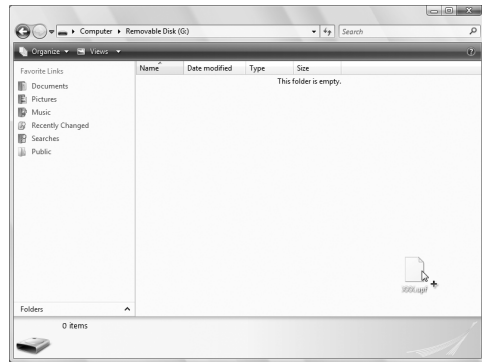 Computer Removable Disk (G:)
Search
Organize Views
Favorite Links
Documents
Pictures
Music
Recently Changed
Searches
Public
Name Date modified Type Size
This folder is empty.
Folders
0 items